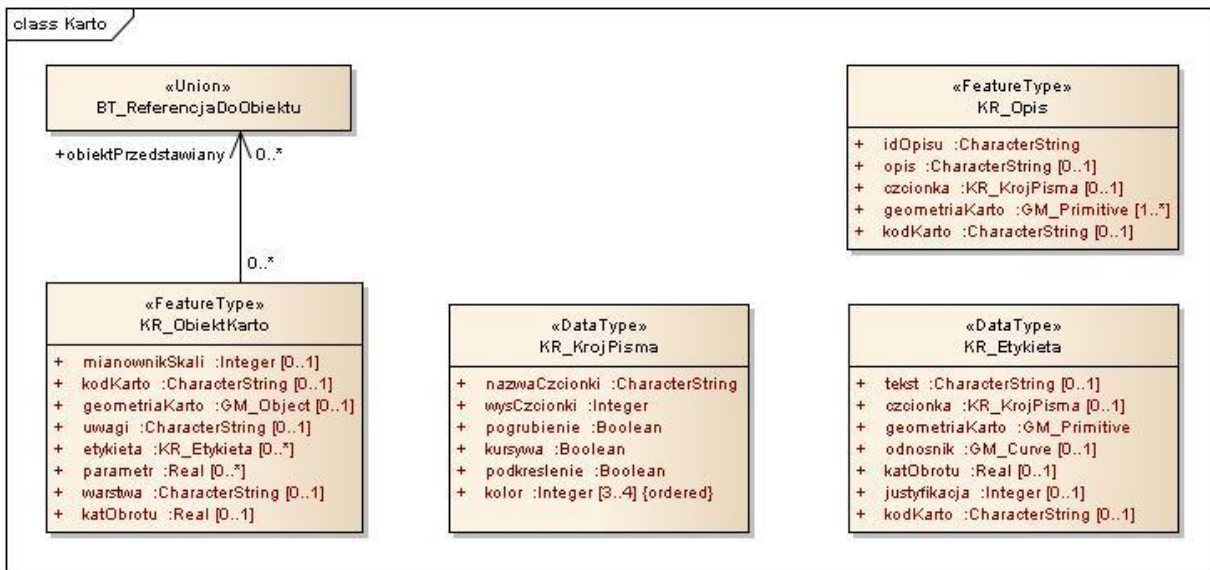 class Karto
«Union»
BT_ReferencjaDoObiektu
+obiektPrzedstawiany 0..*
0..*
«FeatureType»
KR_ObiektKarto
+ mianownikSkali :Integer [0..1]
+ kodKarto :CharacterString [0..1]
+ geometriaKarto :GM_Object [0..1]
+ uwagi :CharacterString [0..1]
+ etykieta :KR_Etykieta [0..*]
+ parametr :Real [0..*]
+ warstwa :CharacterString [0..1]
+ katObrotu :Real [0..1]
«DataType»
KR_KrojPisma
+ nazwaCzcionki :CharacterString
+ wysCzcionki :Integer
+ pogrubienie :Boolean
+ kursywa :Boolean
+ podkreslenie :Boolean
+ kolor :Integer [3..4] {ordered}
«FeatureType»
KR_Opis
+ idOpisu :CharacterString
+ opis :CharacterString [0..1]
+ czcionka :KR_KrojPisma [0..1]
+ geometriaKarto :GM_Primitive [1..*]
+ kodKarto :CharacterString [0..1]
«DataType»
KR_Etykieta
+ tekst :CharacterString [0..1]
+ czcionka :KR_KrojPisma [0..1]
+ geometriaKarto :GM_Primitive
+ odnosnik :GM_Curve [0..1]
+ katObrotu :Real [0..1]
+ justyfikacja :Integer [0..1]
+ kodKarto :CharacterString [0..1]